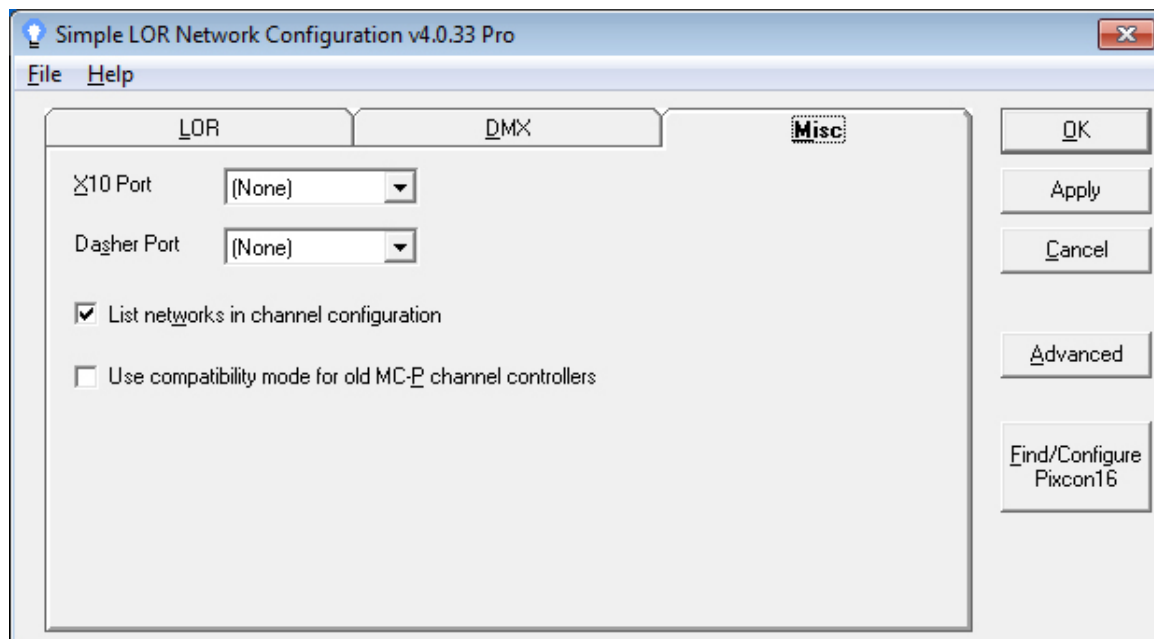 Simple LOR Network Configuration v4.0.33 Pro
File Help
LOR DMX Misc
OK
X10 Port (None)
Apply
Dasher Port (None)
Cancel
List networks in channel configuration
Advanced
Use compatibility mode for old MC-P channel controllers
Find/Configure
Pixcon16